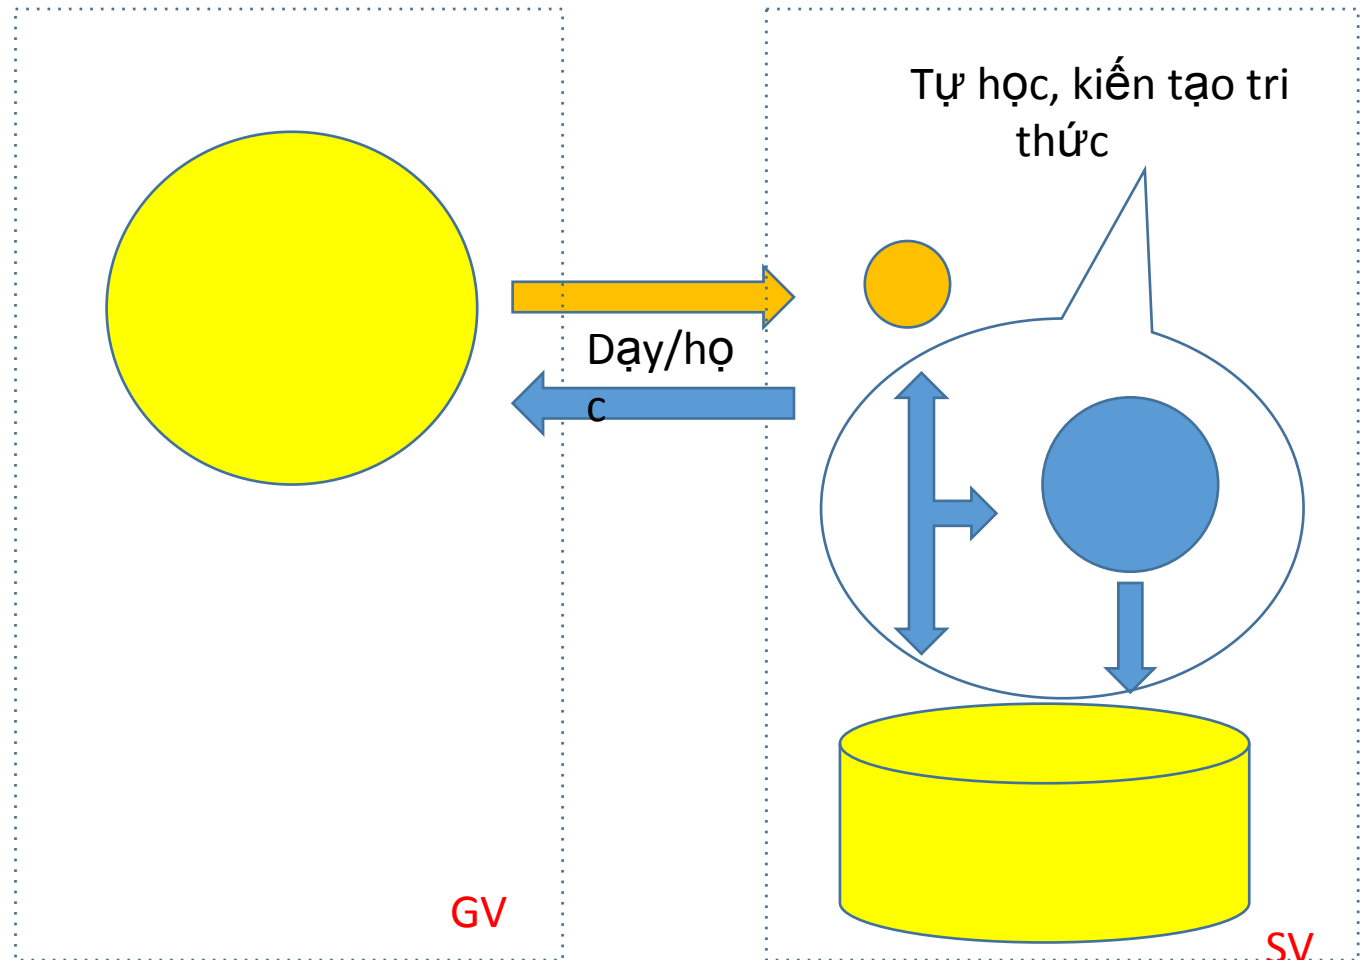 Tự học, kiến tạo tri
thức
Dạy/họ
c
GV
SV